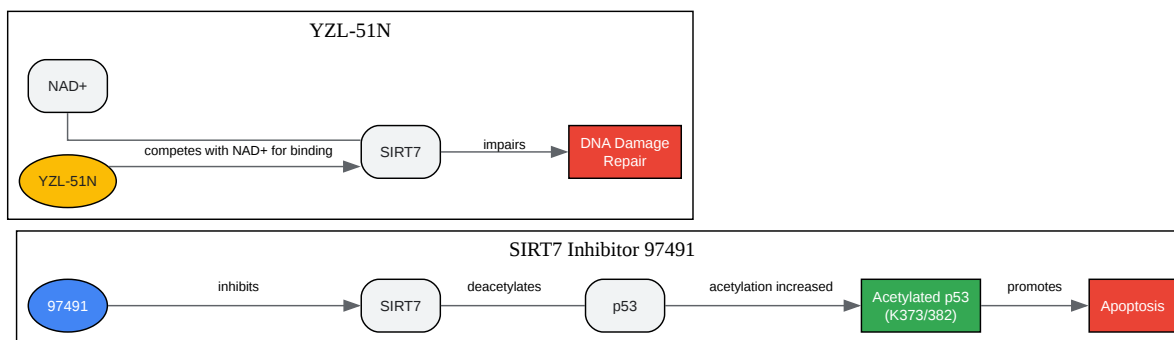 YZL-51N
NAD+
competes with NAD+ for binding
YZL-51N
SIRT7
impairs
DNA Damage
Repair
SIRT7 Inhibitor 97491
97491
inhibits
SIRT7
deacetylates
p53
acetylation increased
Acetylated p53
(K373/382)
promotes
Apoptosis